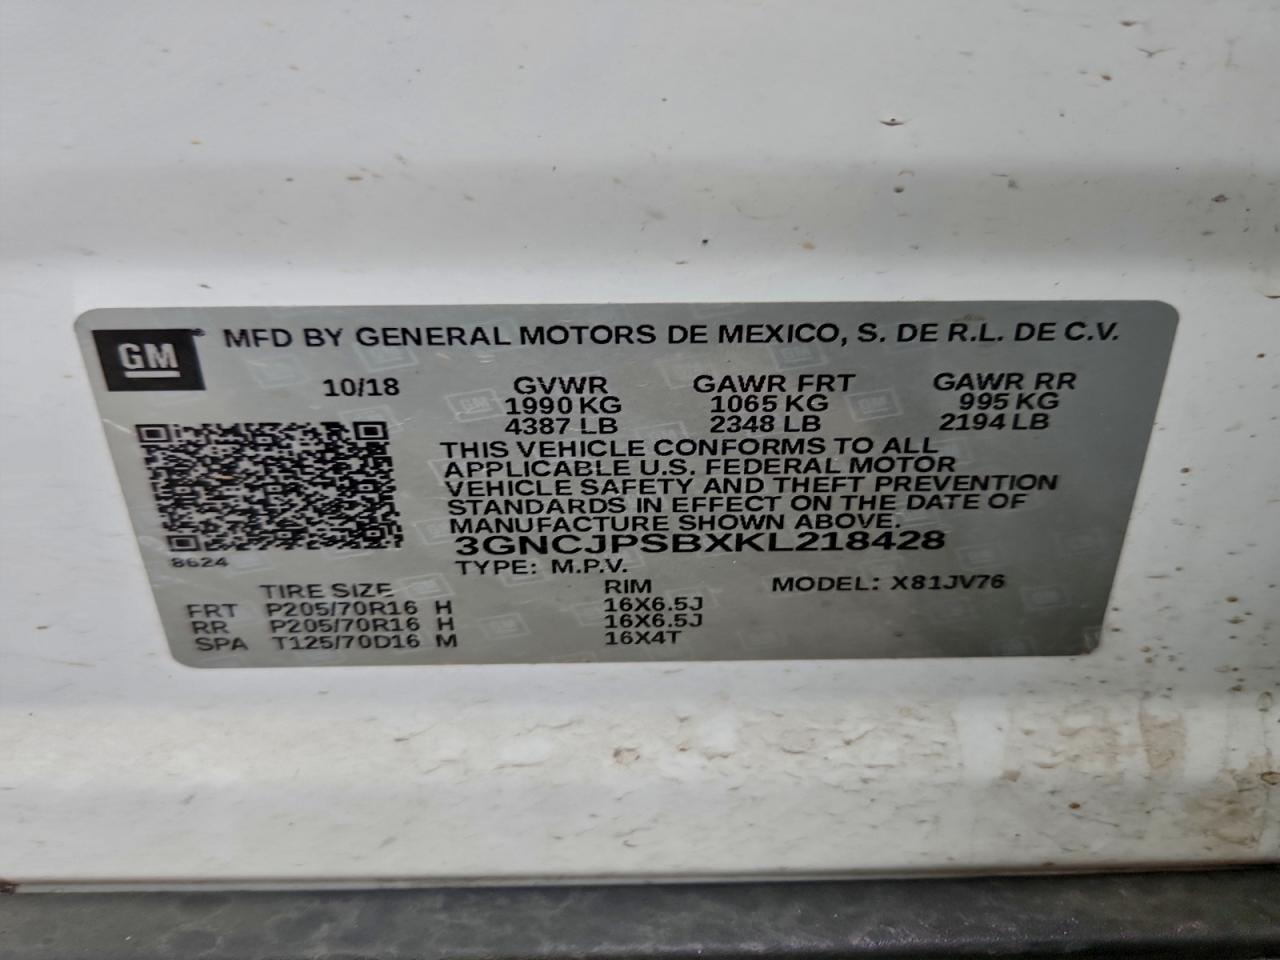 GM
MFD BY GENERAL MOTORS DE MEXICO, S. DE R.L. DE C.V.
10/18 GVWR GAWR FRT GAWR RR
1990 KG 1065 KG 995 KG
4387 LB 2348 LB 2194 LB
THIS VEHICLE CONFORMS TO ALL
APPLICABLE U.S. FEDERAL MOTOR
VEHICLE SAFETY AND THEFT PREVENTION
STANDARDS IN EFFECT ON THE DATE OF
MANUFACTURE SHOWN ABOVE.
3GNCJPSBXKL218428
8624
TYPE: M.P.V.
TIRE SIZE RIM MODEL: X81JV76
FRT P205/70R16 H 16X6.5J
RR P205/70R16 H 16X6.5J
SPA T125/70D16 M 16X4T